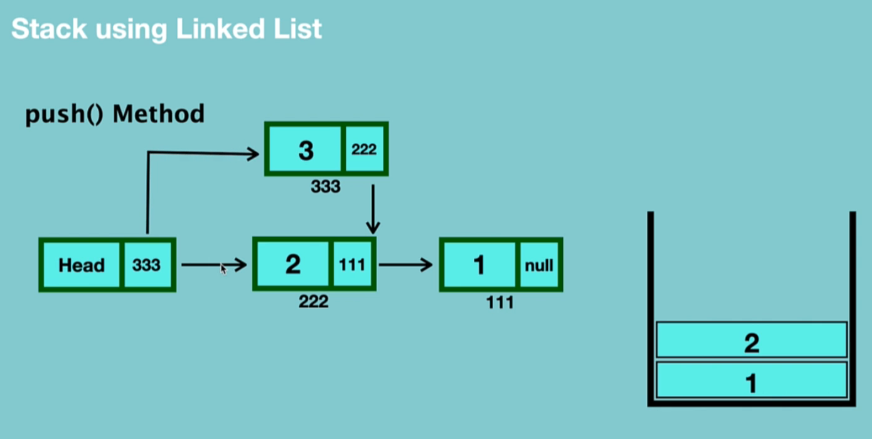 Stack using Linked List
push() Method
3 222
333
Head 333 2 111 1 null
222 111
2
1